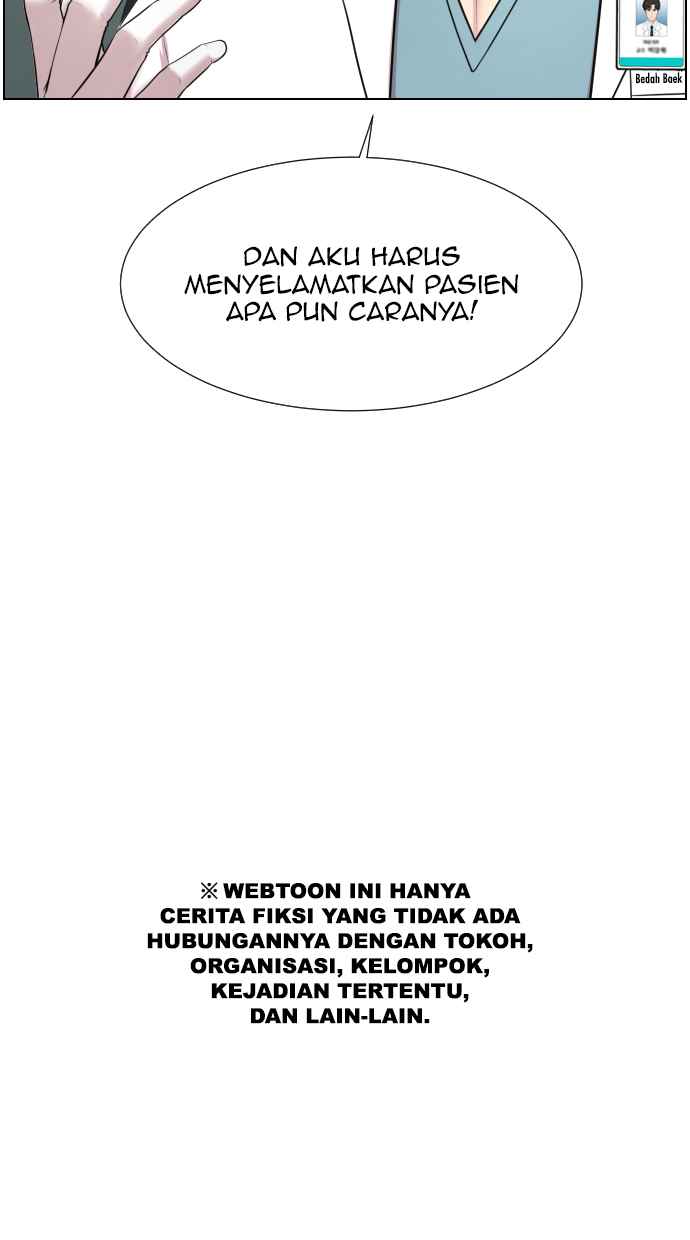 Bedah Baek
DAN AKU HARUS
MENYELAMATKAN PASIEN
APA PUN CARANYA!
※ WEBTOON INI HANYA
CERITA FIKSI YANG TIDAK ADA
HUBUNGANNYA DENGAN TOKOH,
ORGANISASI, KELOMPOK,
KEJADIAN TERTENTU,
DAN LAIN-LAIN.